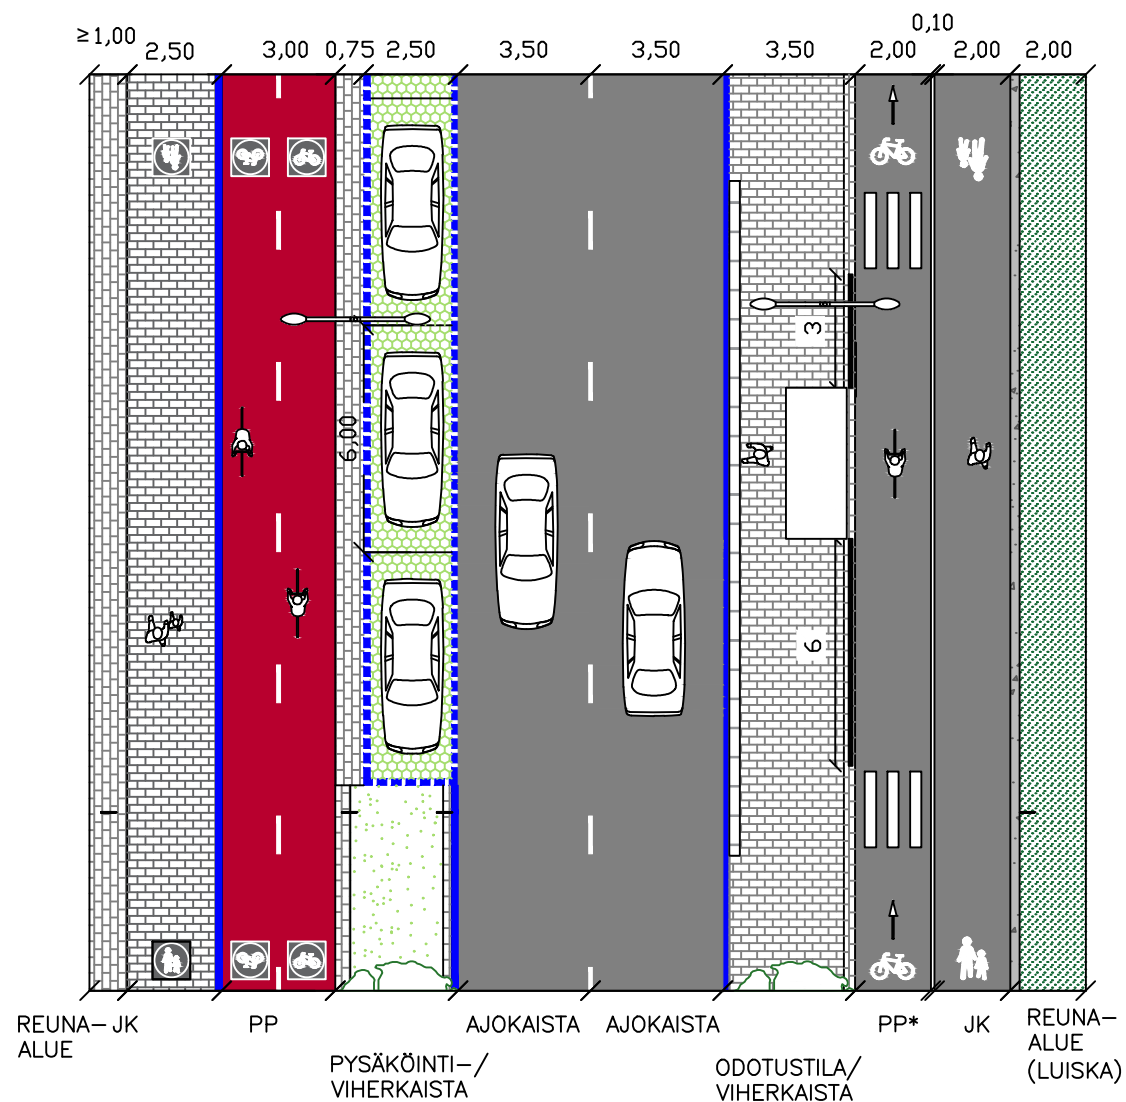 ≥1,00
2,50
3,00
0,75
2,50
3,50
3,50
3,50
2,00
0,10
2,00
2,00
3
6,00
6
REUNA-
ALUE
JK
PP
PYSÄKÖINTI-/
VIHERKAISTA
AJOKAISTA
AJOKAISTA
ODOTUSTILA/
VIHERKAISTA
PP*
JK
REUNA-
ALUE
(LUISKA)